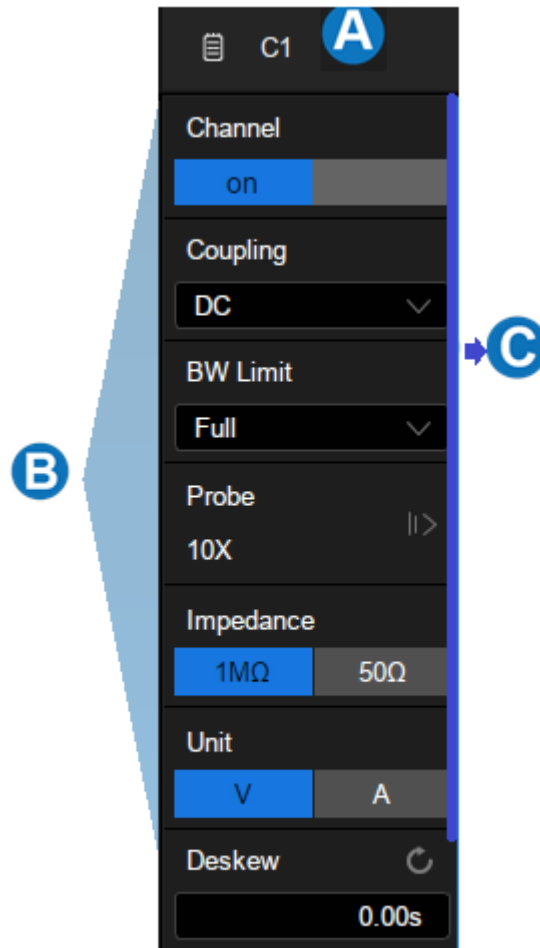 C1
A
Channel
on
Coupling
DC
C
BW Limit
Full
B
Probe
10X
Impedance
1MΩ 50Ω
Unit
V A
Deskew
0.00s